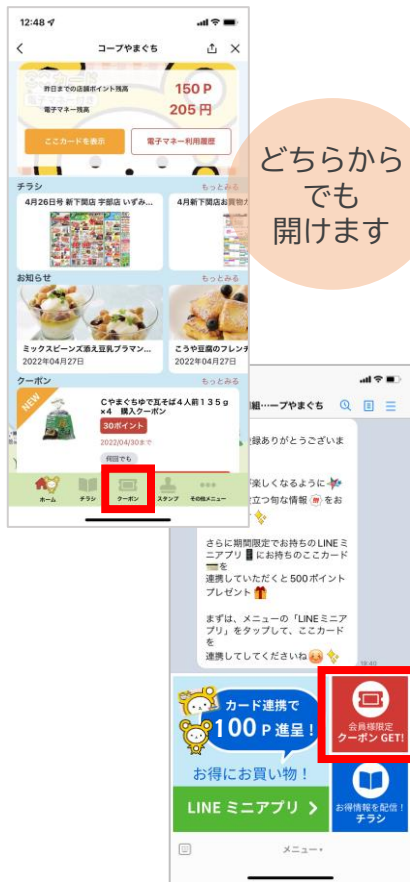 12:48
コープやまぐち
昨日までの店舗ポイント残高
150 P
電子マネー残高
205 円
ここカードを表示
電子マネー利用履歴
チラシ
もっとみる
4月26日号 新下関店 宇部店 いずみ...
4月新下関店お買物カ
どちらから
でも
開けます
お知らせ
もっとみる
ミックスビーンズ添え豆乳ブラマン...
2022年04月27日
こうや豆腐のフレンチ
2022年04月27日
クーポン
もっとみる
NEW
Cやまぐちゆで瓦そば4人前135g
×4 購入クーポン
30ポイント
2022/04/30まで
何回でも
ホーム
チラシ
クーポン
スタンプ
その他メニュー
組…ープやまぐち
録ありがとうございま
が楽しくなるように
立つ旬な情報 をお
さらに期間限定でお持ちのLINEミ
ニアプリ にお持ちのここカード
を
連携していただくと500ポイント
プレゼント
まずは、メニューの「LINEミニア
プリ」をタップして、ここカード
を
連携してしてくださいね
カード連携で
100 P 進呈!
お得にお買い物!
LINE ミニアプリ
会員様限定
クーポン GET!
お得情報を配信!
チラシ
メニュー